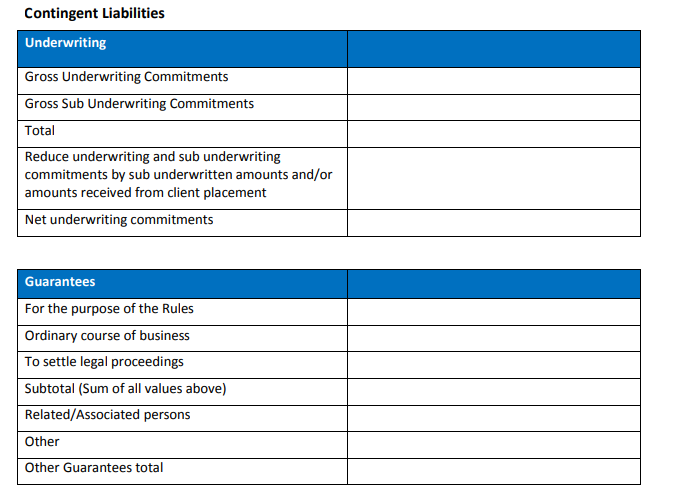 Contingent Liabilities
Underwriting
Gross Underwriting Commitments
Gross Sub Underwriting Commitments
Total
Reduce underwriting and sub underwriting
commitments by sub underwritten amounts and/or
amounts received from client placement
Net underwriting commitments
Guarantees
For the purpose of the Rules
Ordinary course of business
To settle legal proceedings
Subtotal (Sum of all values above)
Related/Associated persons
Other
Other Guarantees total